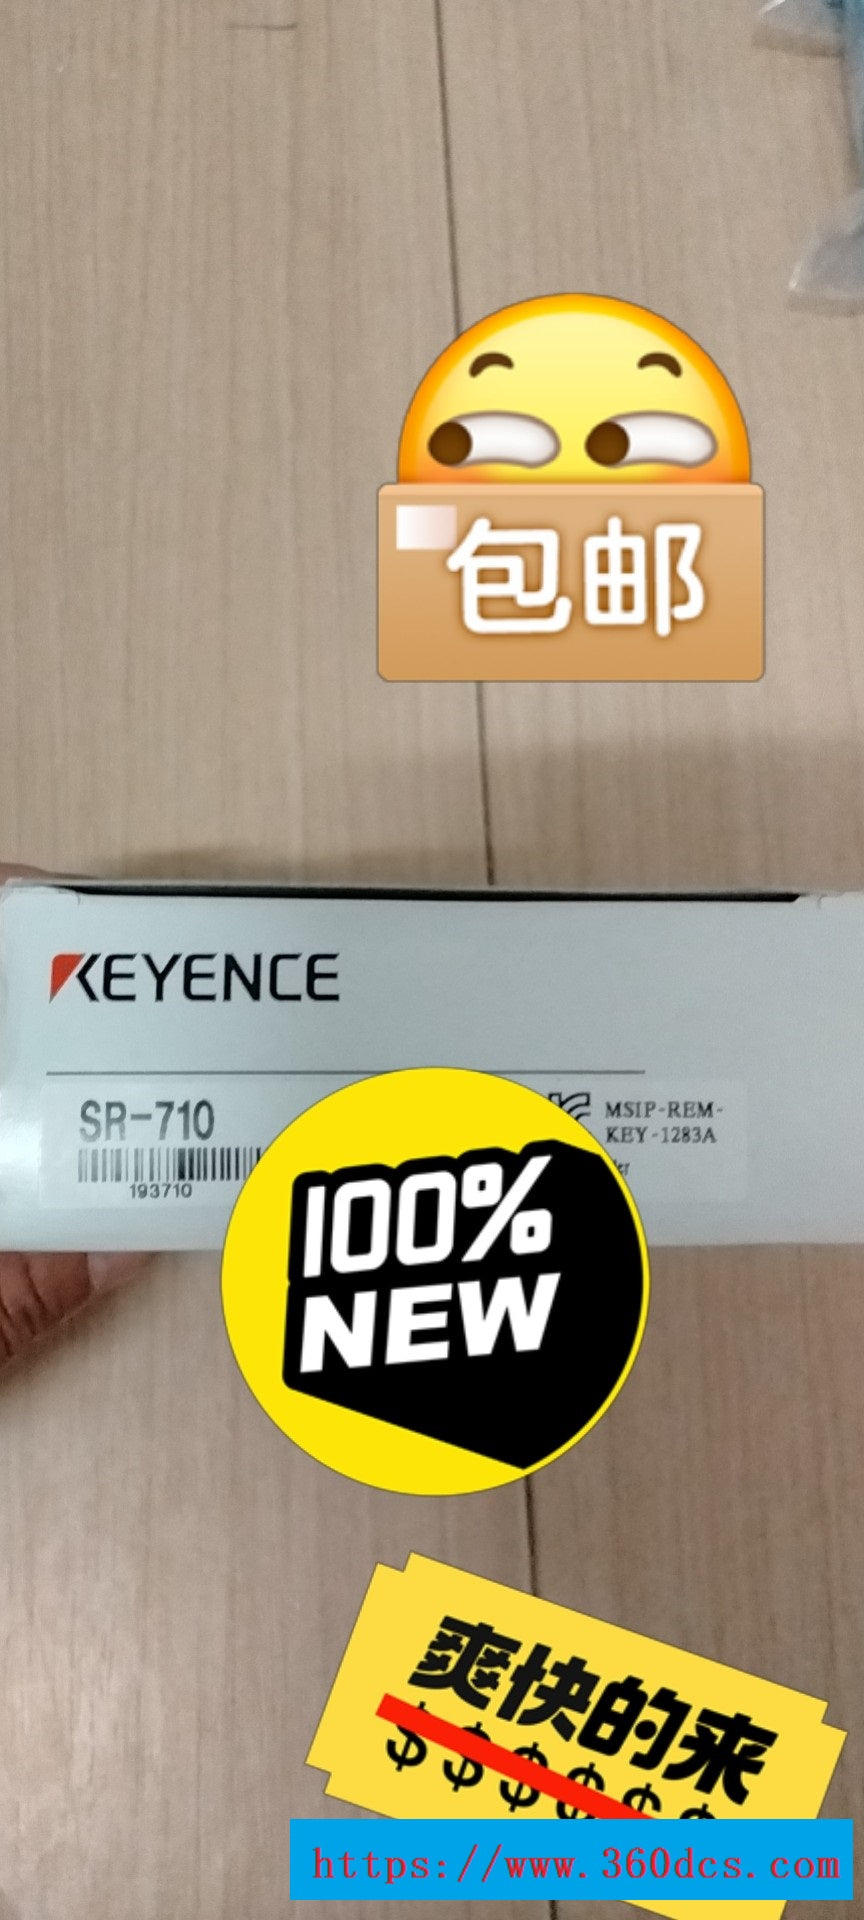 包邮
KEYENCE
SR-710
MSIP-REM-
KEY-1283A
193710
100%
NEW
爽快的来
$$$$$$
https://www.360dcs.com